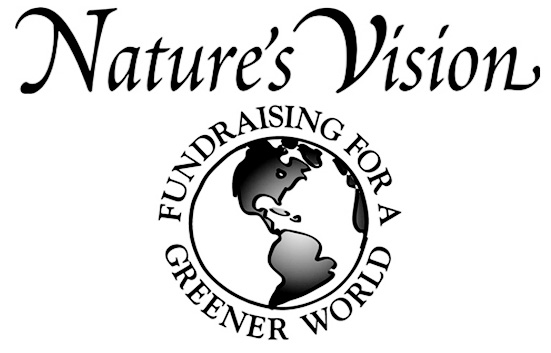 Nature's Vision
FUNDRAISING FOR A
GREENER WORLD